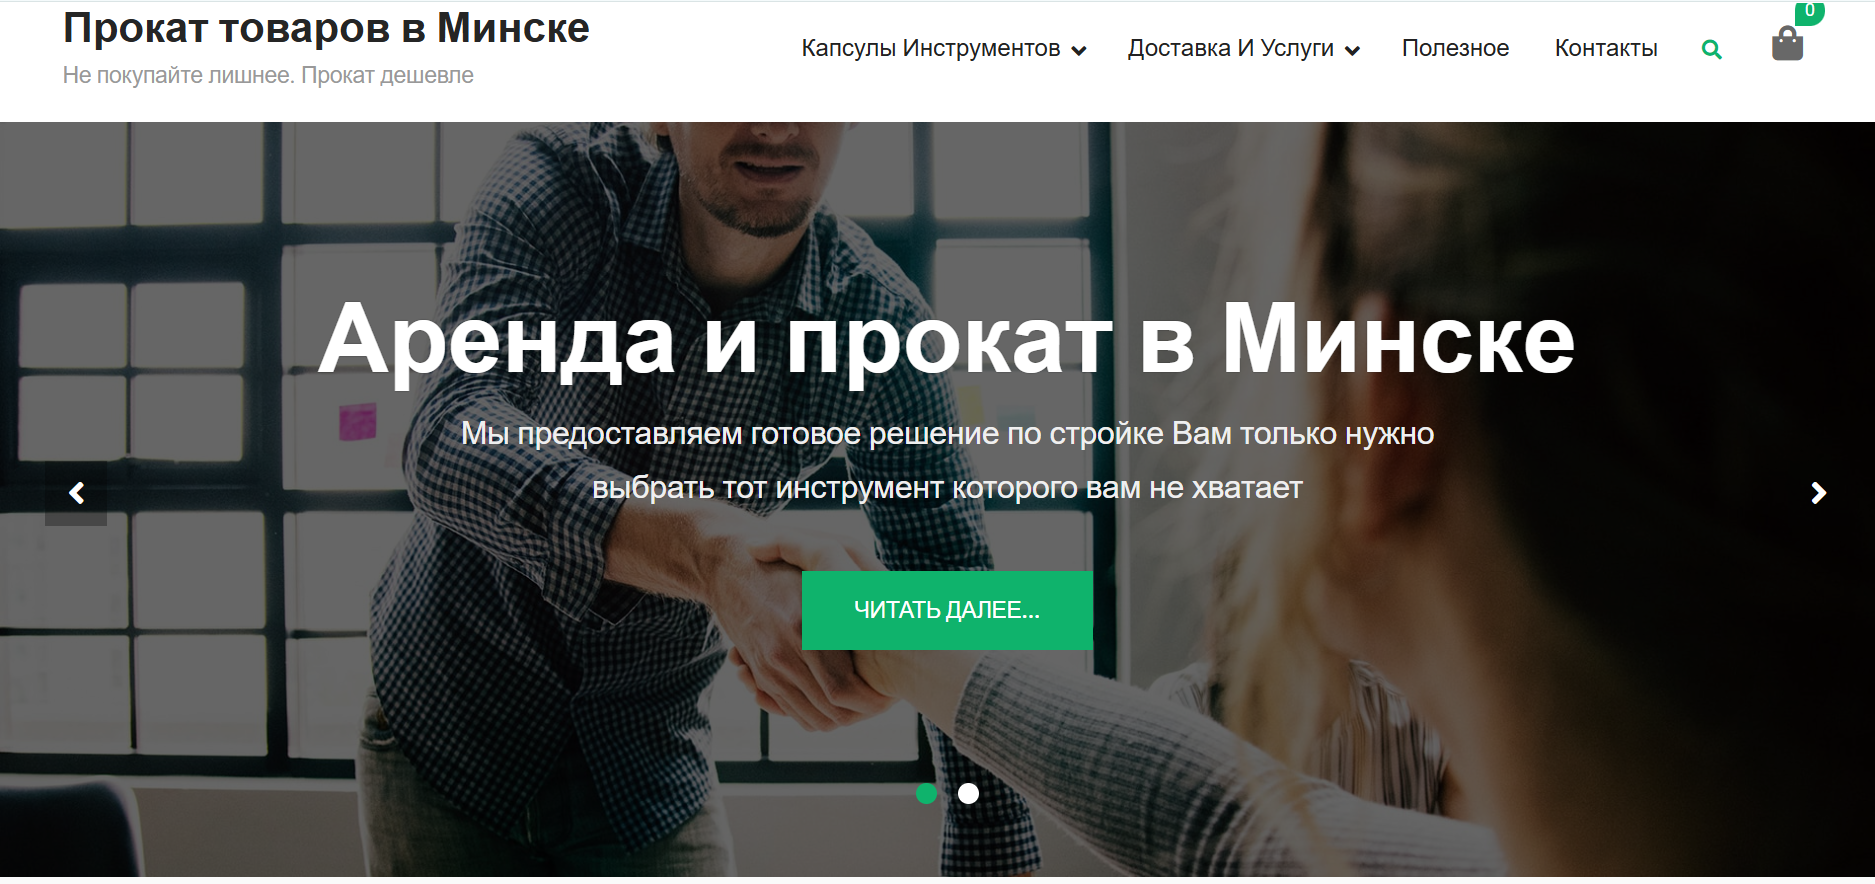 Прокат товаров в Минске
Не покупайте лишнее. Прокат дешевле
Капсулы Инструментов
Доставка И Услуги
Полезное
Контакты
0
Аренда и прокат в Минске
Мы предоставляем готовое решение по стройке Вам только нужно
выбрать тот инструмент которого вам не хватает
ЧИТАТЬ ДАЛЕЕ...